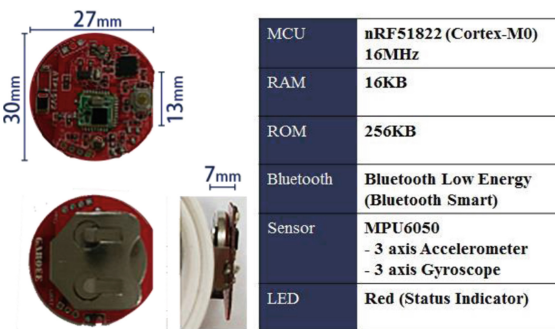 27mm
30mm
13mm
7mm
MCU
nRF51822 (Cortex-M0)
16MHz
RAM
16KB
ROM
256KB
Bluetooth
Bluetooth Low Energy
(Bluetooth Smart)
Sensor
MPU6050
- 3 axis Accelerometer
- 3 axis Gyroscope
LED
Red (Status Indicator)